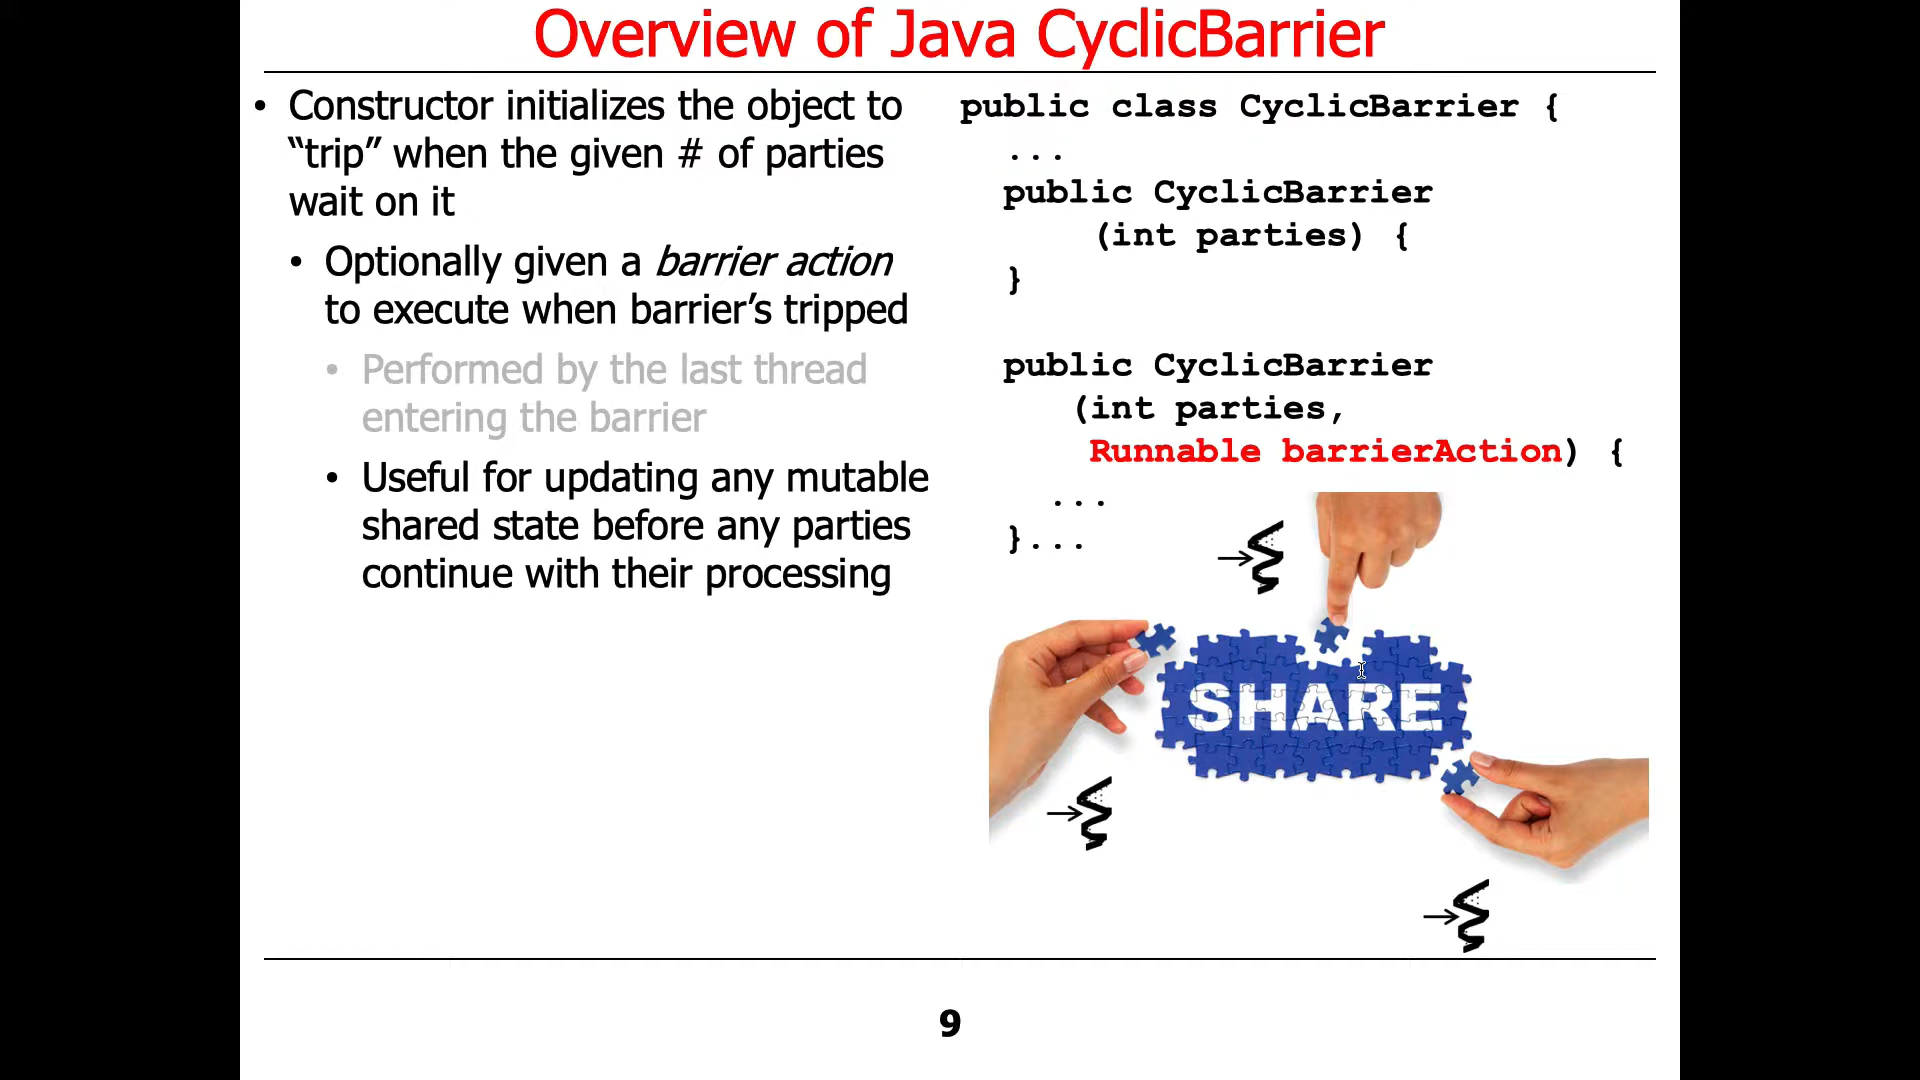 Overview of Java CyclicBarrier
• Constructor initializes the object to
“trip” when the given # of parties
wait on it
• Optionally given a barrier action
to execute when barrier’s tripped
• Performed by the last thread
entering the barrier
• Useful for updating any mutable
shared state before any parties
continue with their processing
public class CyclicBarrier {
...
public CyclicBarrier
(int parties) {
}
public CyclicBarrier
(int parties,
Runnable barrierAction) {
...
}...
SHARE
9